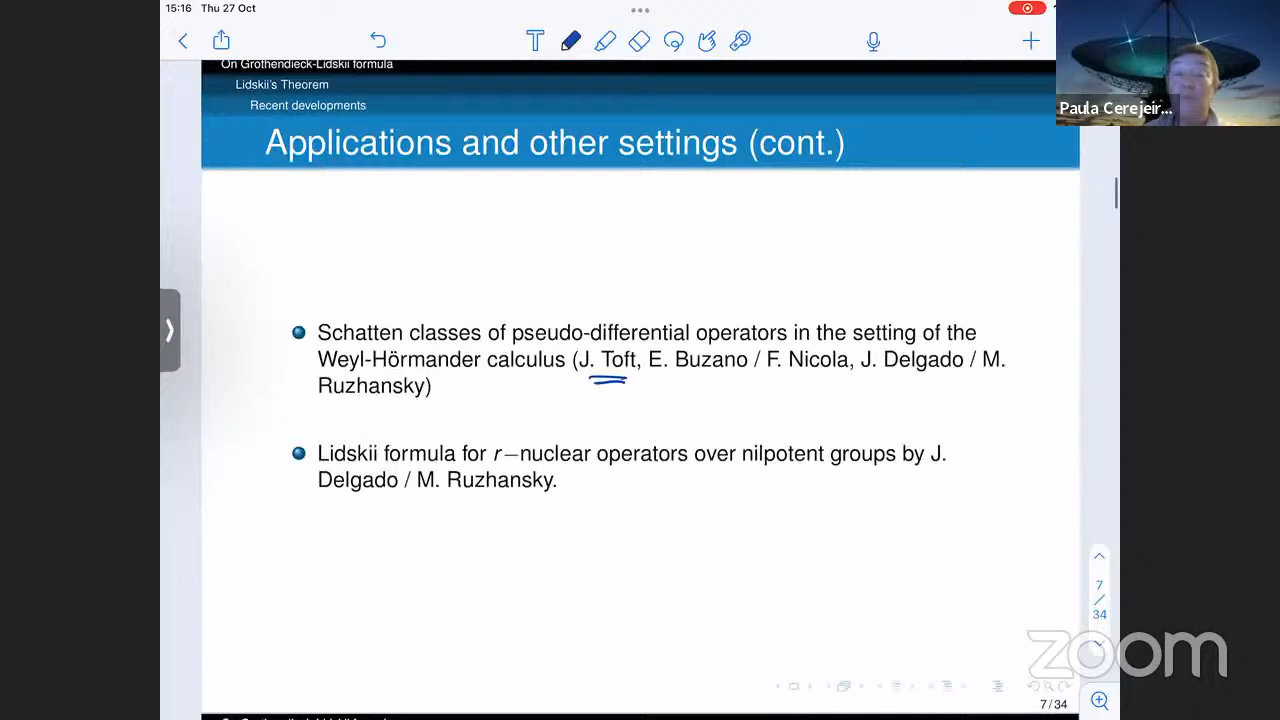 15:16 Thu 27 Oct
On Grothendieck-Lidskii formula
Lidskii's Theorem
Recent developments
Paula Cerejeir...
Applications and other settings (cont.)
Schatten classes of pseudo-differential operators in the setting of the
Weyl-Hörmander calculus (J. Toft, E. Buzano / F. Nicola, J. Delgado / M.
Ruzhansky)
Lidskii formula for r−nuclear operators over nilpotent groups by J.
Delgado / M. Ruzhansky.
7
/
34
zoom
7/34